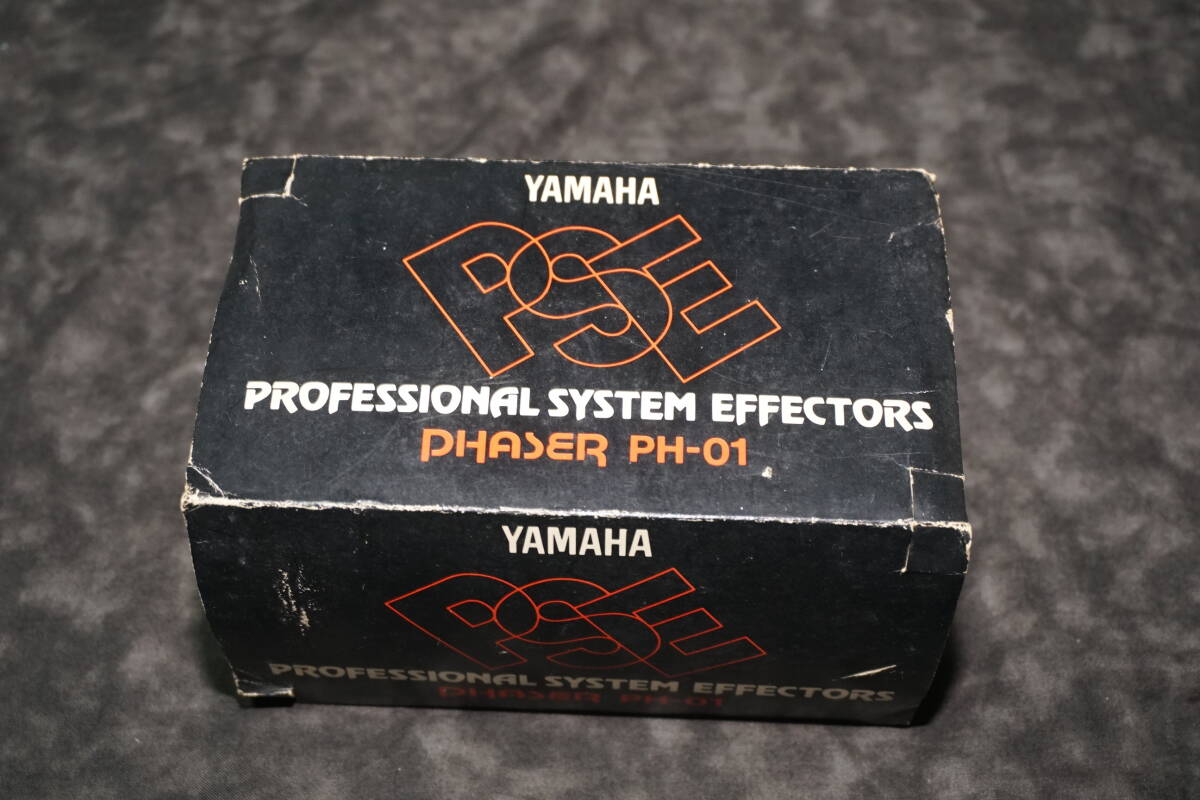 YAMAHA
PSE
PROFESSIONAL SYSTEM EFFECTORS
PHASER PH-01
YAMAHA
PSE
PROFESSIONAL SYSTEM EFFECTORS
PHASER PH-01